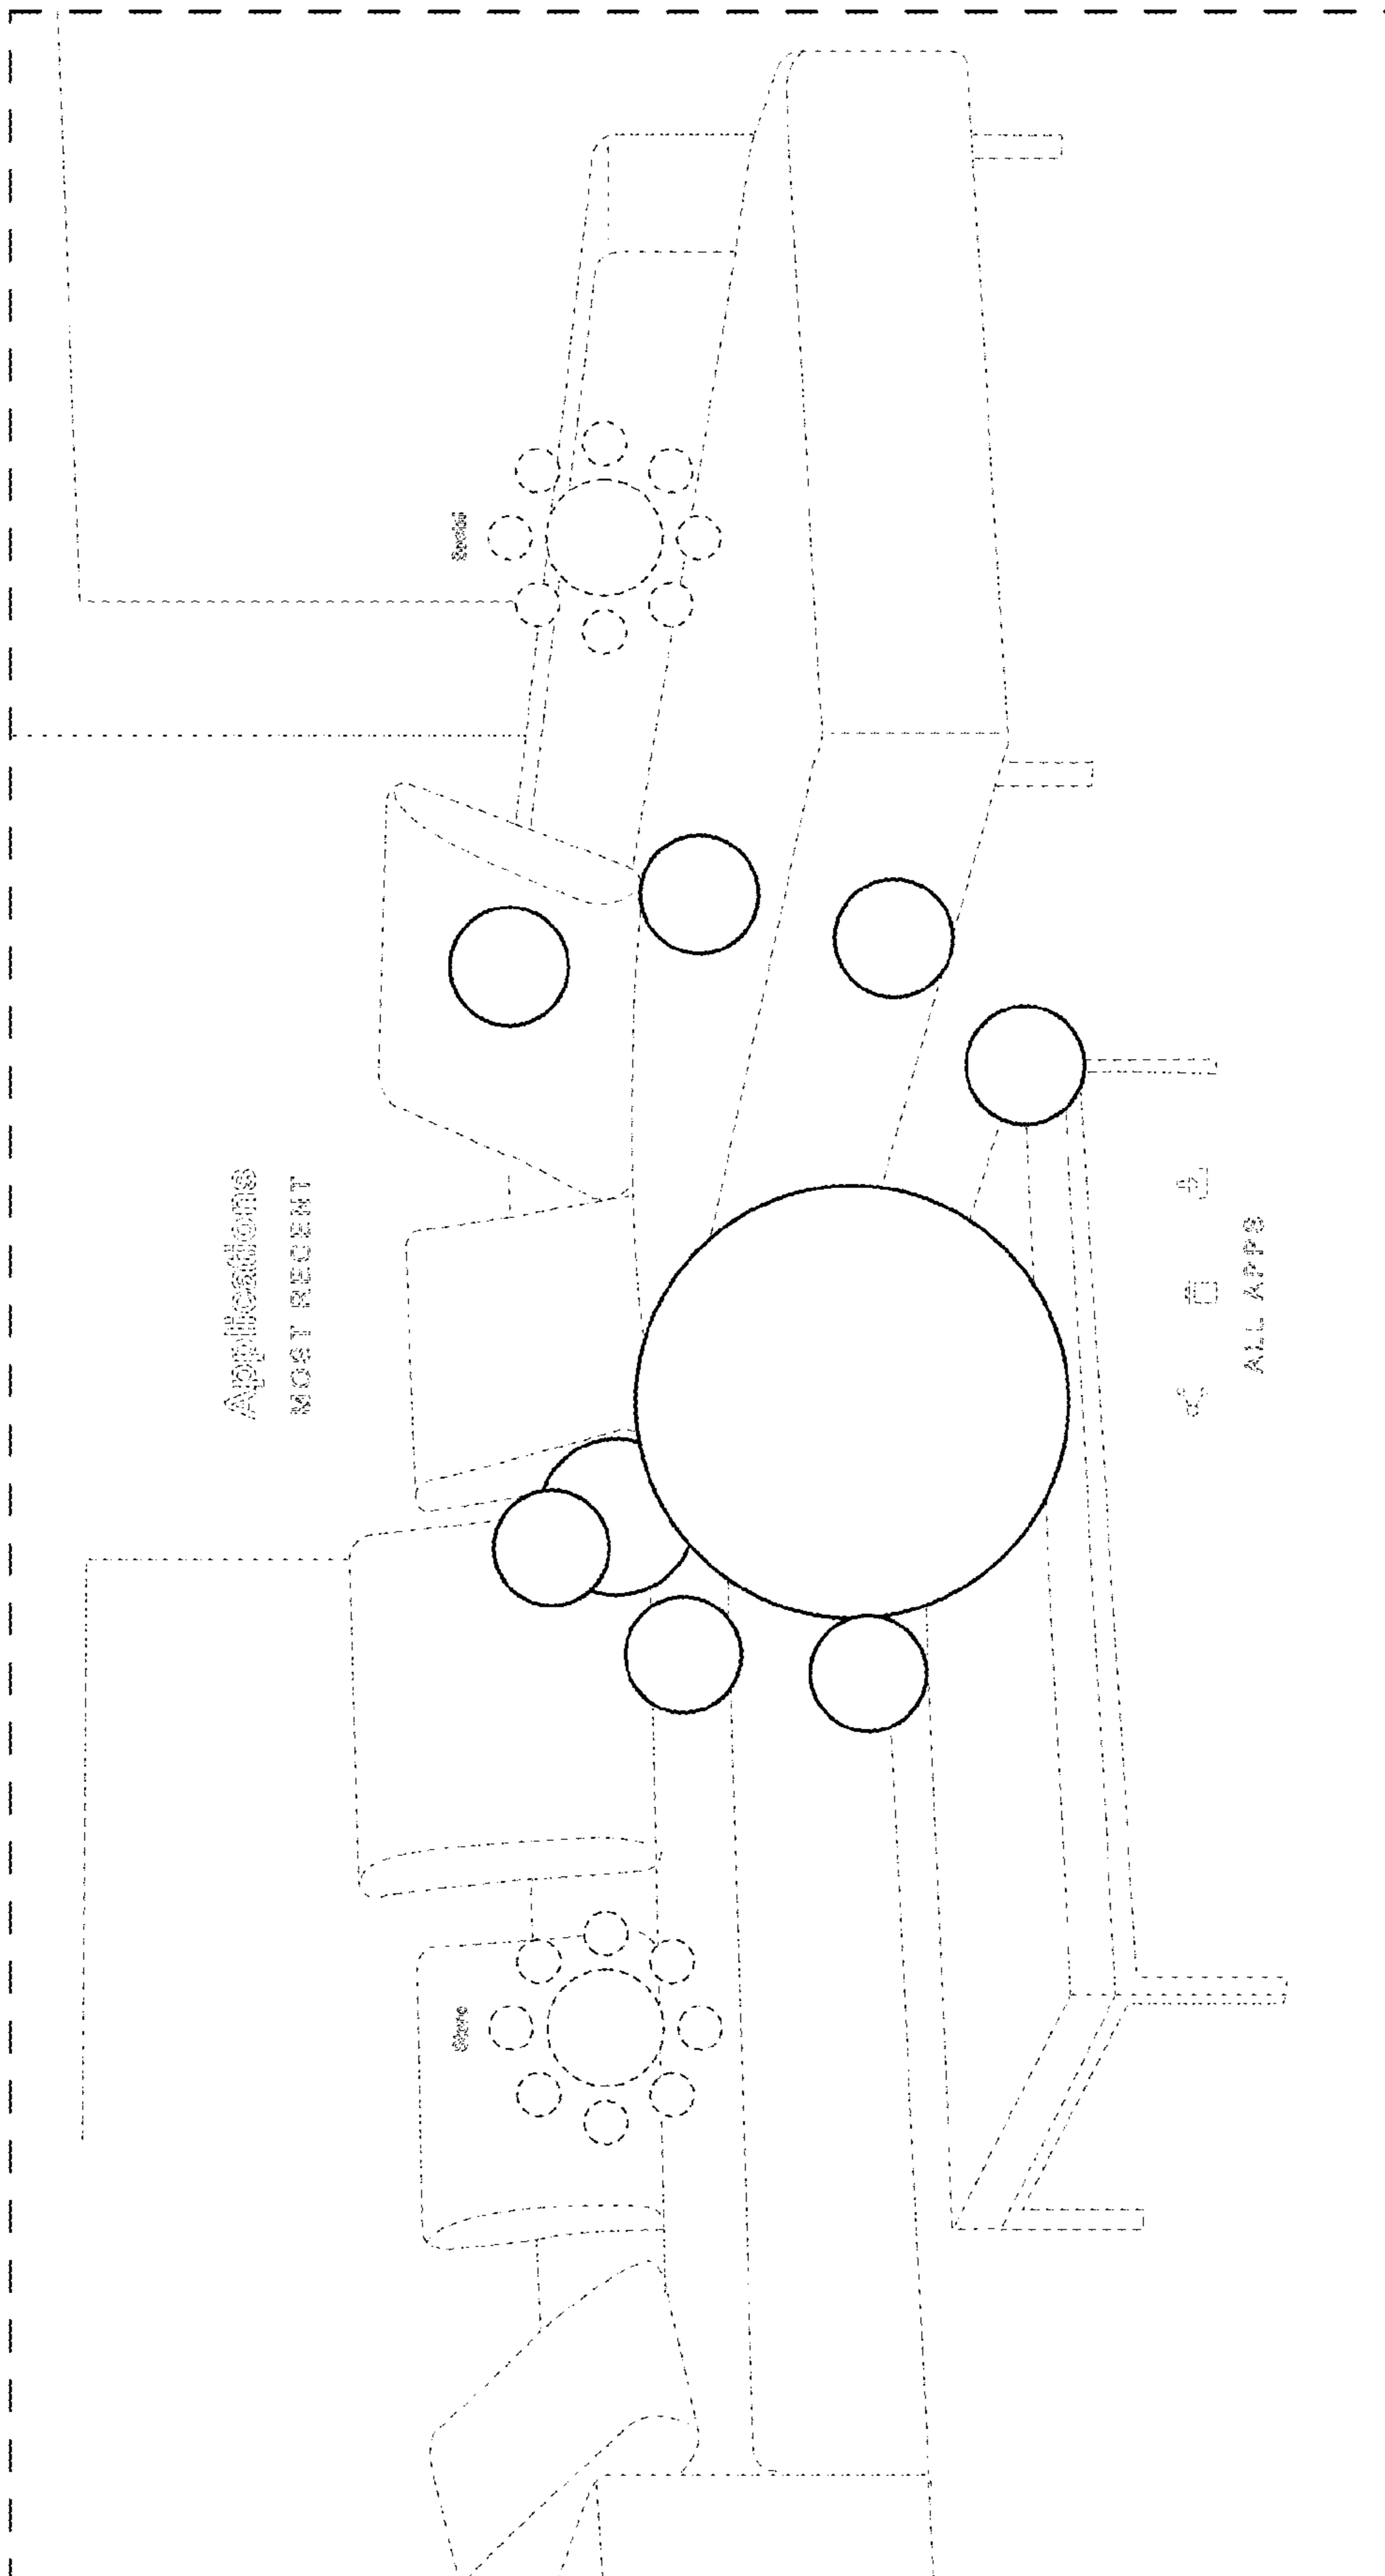 Social
Applications
MOST RECENT
ALL APPS
Store